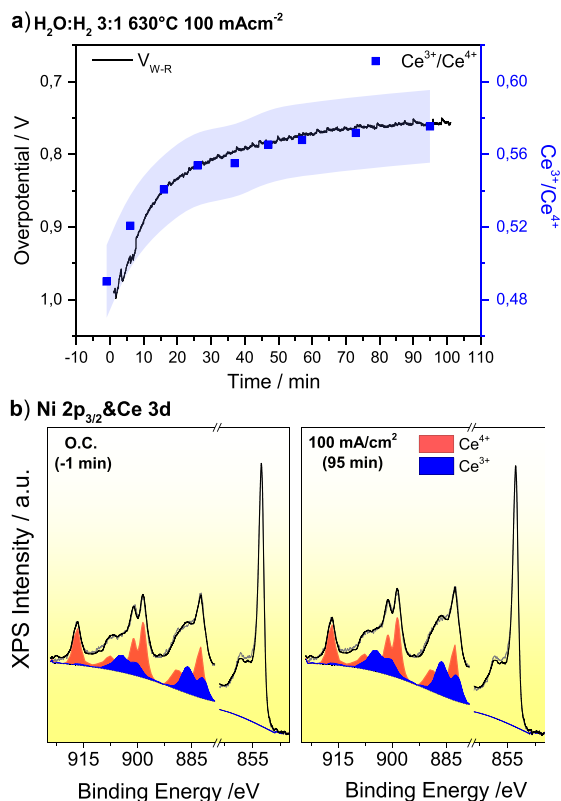 a) H₂O:H₂ 3:1 630°C 100 mAcm⁻²
V_W-R
Ce³⁺/Ce⁴⁺
0,7
0,8
0,9
1,0
Overpotential / V
0,60
0,56
0,52
0,48
Ce³⁺/Ce⁴⁺
-10 0 10 20 30 40 50 60 70 80 90 100 110
Time / min
b) Ni 2p₃/₂&Ce 3d
O.C.
(-1 min)
100 mA/cm²
(95 min)
Ce⁴⁺
Ce³⁺
XPS Intensity / a.u.
915 900 885 855
915 900 885 855
Binding Energy /eV
Binding Energy /eV